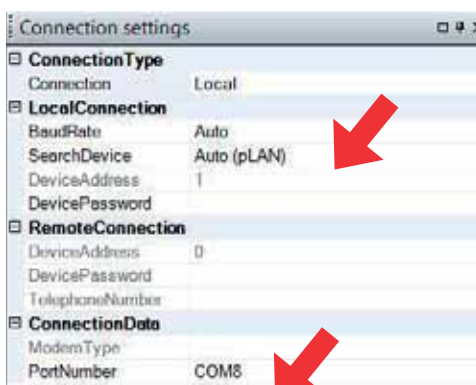 Connection settings
ConnectionType
Connection Local
LocalConnection
BaudRate Auto
SearchDevice Auto (pLAN)
DeviceAddress 1
DevicePassword
RemoteConnection
DeviceAddress 0
DevicePassword
TelephoneNumber
ConnectionData
ModemType
PortNumber COM8